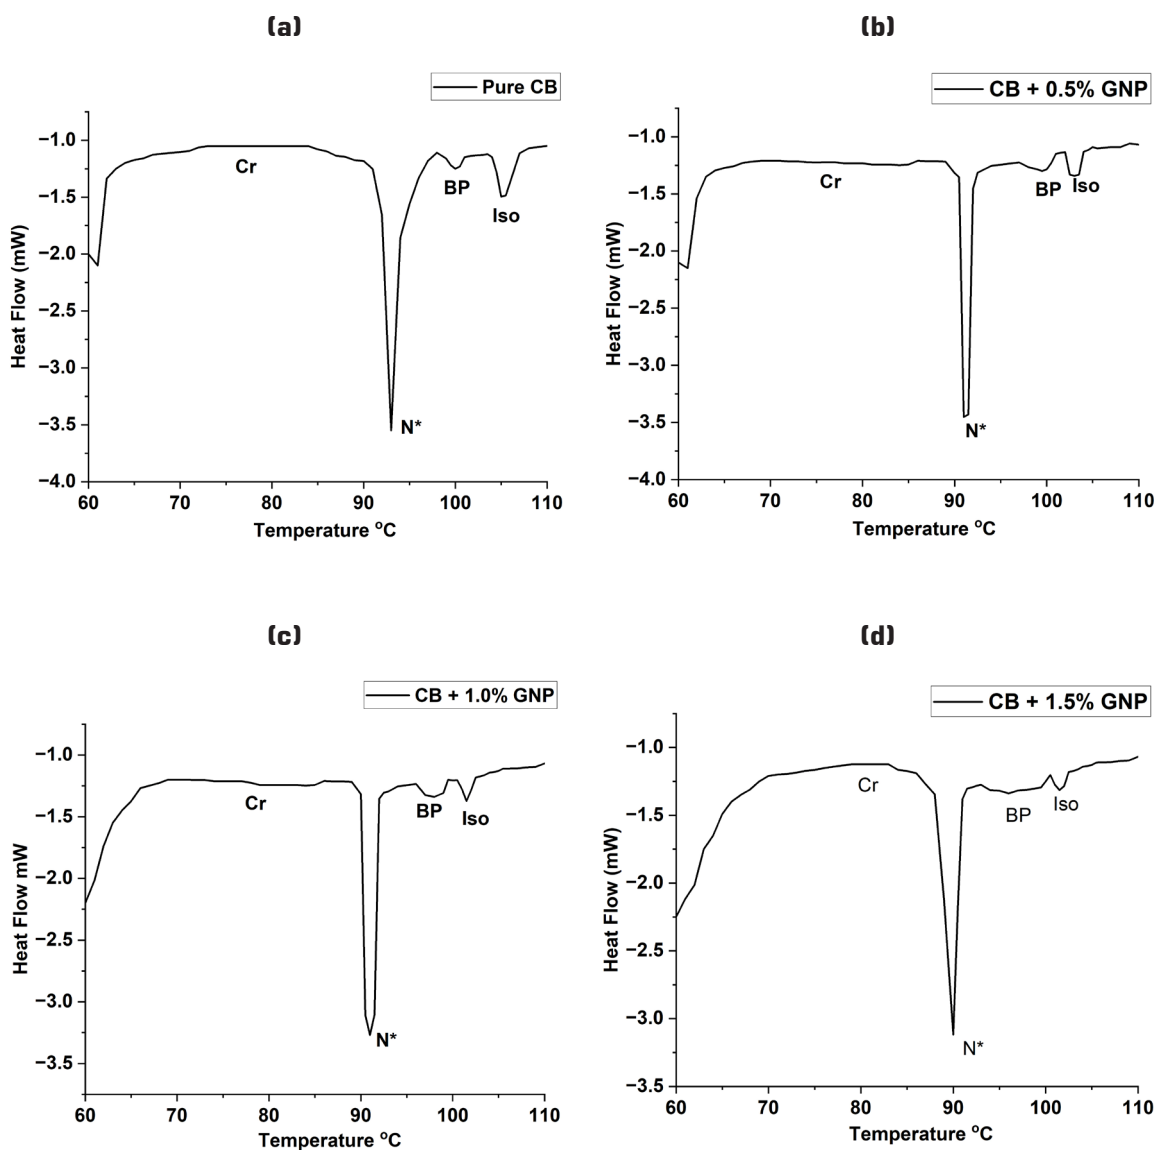 (a)
Pure CB
−1.0
−1.5
−2.0
−2.5
−3.0
−3.5
−4.0
Heat Flow (mW)
Cr
BP
Iso
N*
60 70 80 90 100 110
Temperature °C
(b)
CB + 0.5% GNP
−1.0
−1.5
−2.0
−2.5
−3.0
−3.5
−4.0
Heat Flow (mW)
Cr
BP
Iso
N*
60 70 80 90 100 110
Temperature °C
(c)
CB + 1.0% GNP
−1.0
−1.5
−2.0
−2.5
−3.0
−3.5
Heat Flow mW
Cr
BP
Iso
N*
60 70 80 90 100 110
Temperature °C
(d)
CB + 1.5% GNP
−1.0
−1.5
−2.0
−2.5
−3.0
−3.5
Heat Flow (mW)
Cr
BP
Iso
N*
60 70 80 90 100 110
Temperature °C